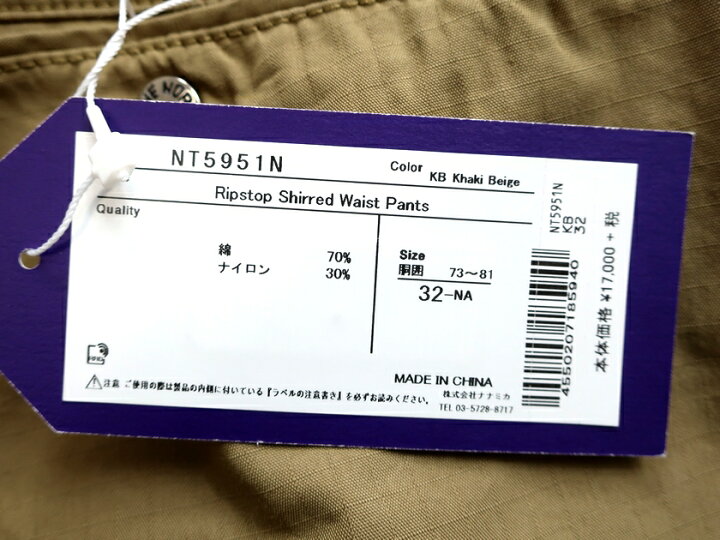 NT5951N
Color KB Khaki Beige
Ripstop Shirred Waist Pants
Quality
綿 70%
ナイロン 30%
Size
胴囲 73～81
32-NA
注意 ご使用の際は製品の内側に付いている『ラベルの注意書き』を必ずお読みください。
MADE IN CHINA
株式会社ナナミカ
TEL 03-5728-8717
NT5951N
KB
32
4550207185940
本体価格 ¥17,000 + 税